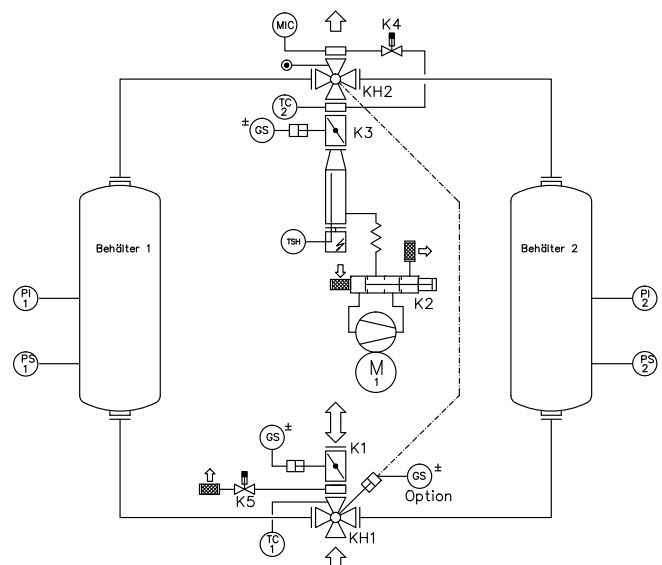 MIC
K4
KH2
TC
2
± GS
K3
TSH
Behälter 1
Behälter 2
K2
PI
1
PI
2
M
1
PS
1
PS
2
GS ±
K1
GS ±
Option
K5
KH1
TC
1